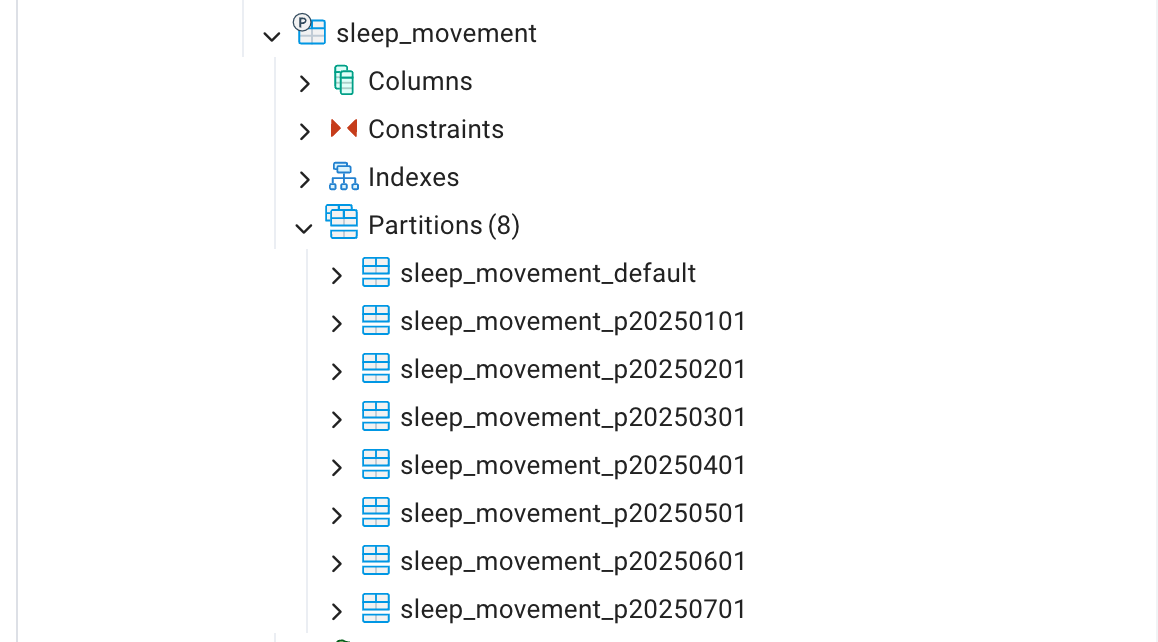 P
sleep_movement
Columns
Constraints
Indexes
Partitions (8)
sleep_movement_default
sleep_movement_p20250101
sleep_movement_p20250201
sleep_movement_p20250301
sleep_movement_p20250401
sleep_movement_p20250501
sleep_movement_p20250601
sleep_movement_p20250701